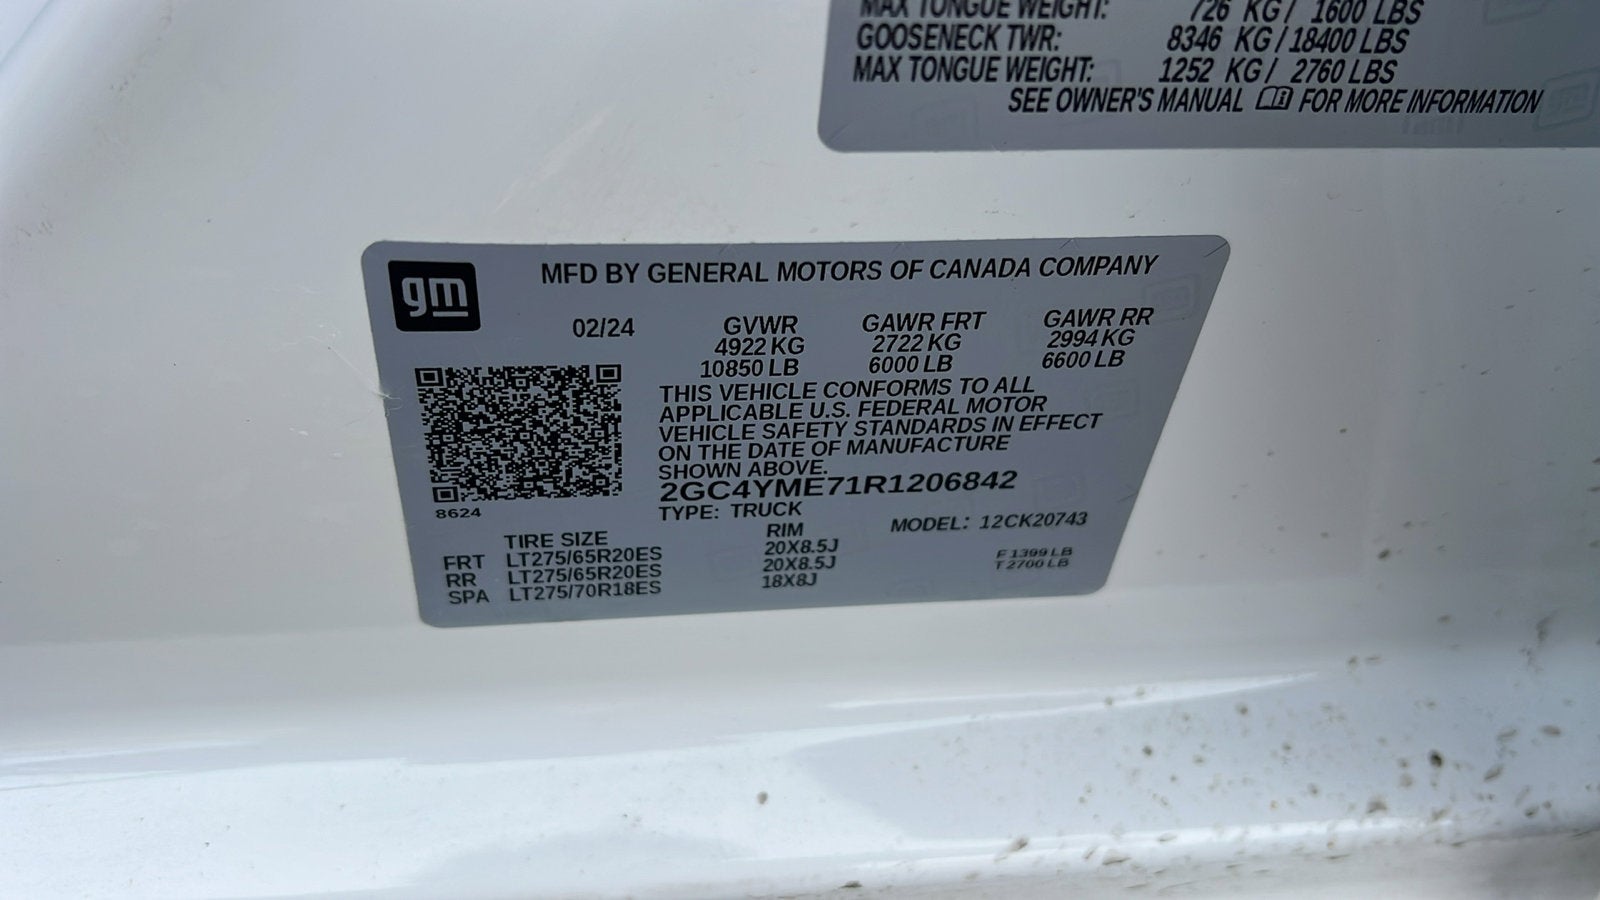 MAX TONGUE WEIGHT: 726 KG / 1600 LBS
GOOSENECK TWR: 8346 KG / 18400 LBS
MAX TONGUE WEIGHT: 1252 KG / 2760 LBS
SEE OWNER'S MANUAL FOR MORE INFORMATION
gm
MFD BY GENERAL MOTORS OF CANADA COMPANY
02/24 GVWR GAWR FRT GAWR RR
4922 KG 2722 KG 2994 KG
10850 LB 6000 LB 6600 LB
THIS VEHICLE CONFORMS TO ALL
APPLICABLE U.S. FEDERAL MOTOR
VEHICLE SAFETY STANDARDS IN EFFECT
ON THE DATE OF MANUFACTURE
SHOWN ABOVE.
2GC4YME71R1206842
8624
TYPE: TRUCK MODEL: 12CK20743
TIRE SIZE RIM
FRT LT275/65R20ES 20X8.5J
RR LT275/65R20ES 20X8.5J
SPA LT275/70R18ES 18X8J
F 1399 LB
T 2700 LB